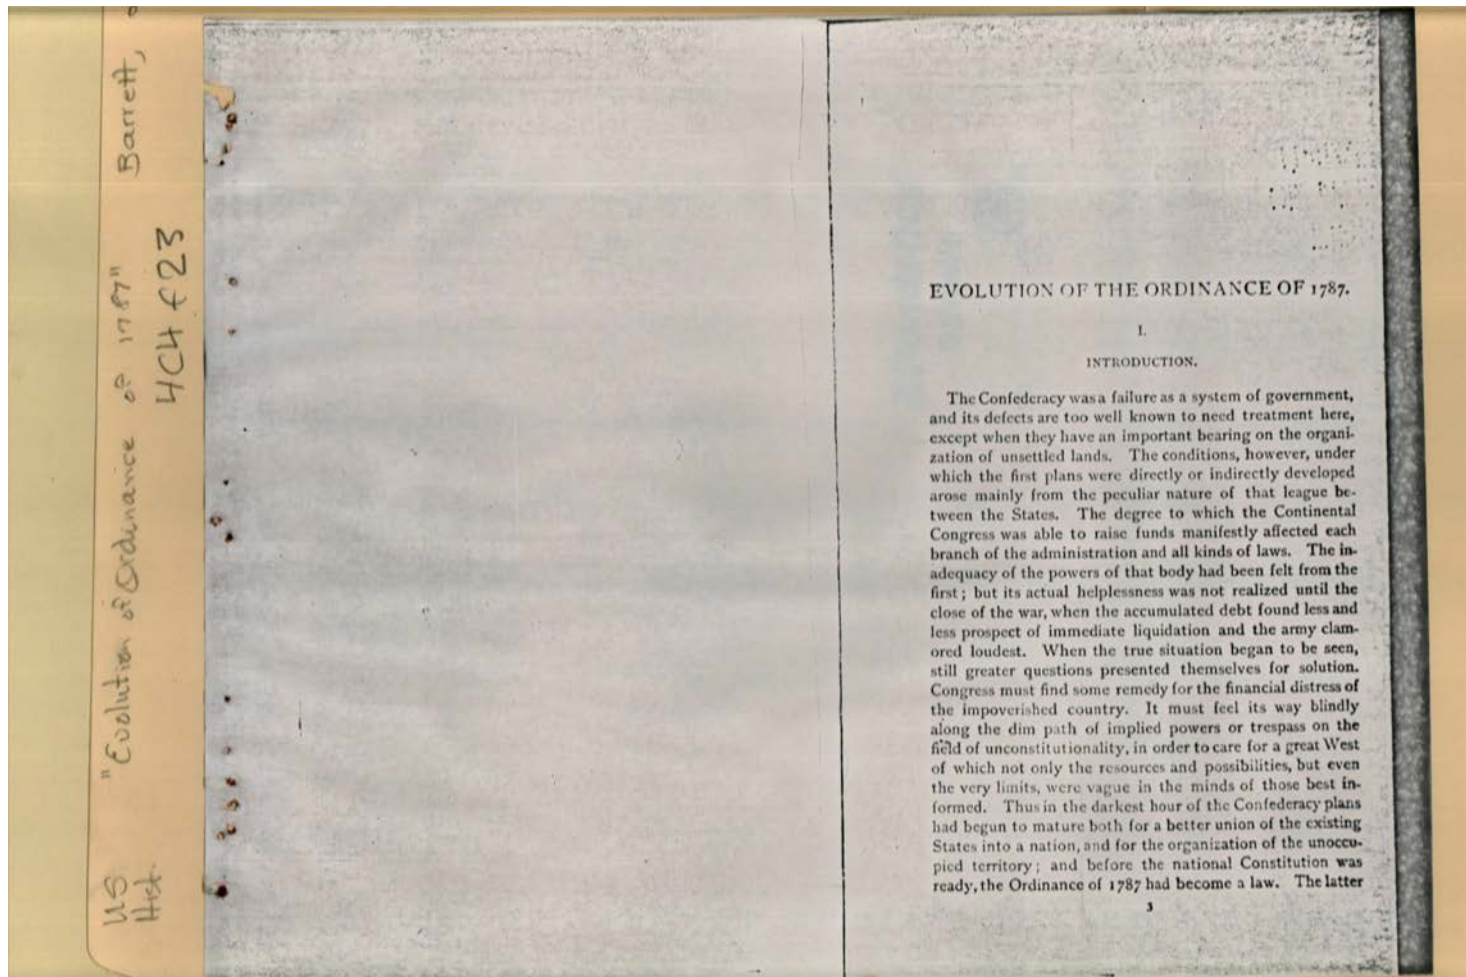 US "Evolution of Ordinance of 1787" Barrett,
Hist. 4C4 f23
EVOLUTION OF THE ORDINANCE OF 1787.
I.
INTRODUCTION.
The Confederacy was a failure as a system of government,
and its defects are too well known to need treatment here,
except when they have an important bearing on the organi-
zation of unsettled lands. The conditions, however, under
which the first plans were directly or indirectly developed
arose mainly from the peculiar nature of that league be-
tween the States. The degree to which the Continental
Congress was able to raise funds manifestly affected each
branch of the administration and all kinds of laws. The in-
adequacy of the powers of that body had been felt from the
first; but its actual helplessness was not realized until the
close of the war, when the accumulated debt found less and
less prospect of immediate liquidation and the army clam-
ored loudest. When the true situation began to be seen,
still greater questions presented themselves for solution.
Congress must find some remedy for the financial distress of
the impoverished country. It must feel its way blindly
along the dim path of implied powers or trespass on the
field of unconstitutionality, in order to care for a great West
of which not only the resources and possibilities, but even
the very limits, were vague in the minds of those best in-
formed. Thus in the darkest hour of the Confederacy plans
had begun to mature both for a better union of the existing
States into a nation, and for the organization of the unoccu-
pied territory; and before the national Constitution was
ready, the Ordinance of 1787 had become a law. The latter
3